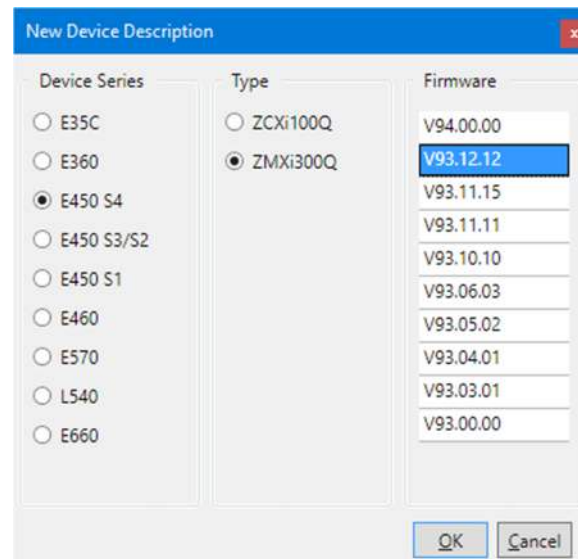 New Device Description
x
Device Series
E35C
E360
E450 S4
E450 S3/S2
E450 S1
E460
E570
L540
E660
Type
ZCXi100Q
ZMXi300Q
Firmware
V94.00.00
V93.12.12
V93.11.15
V93.11.11
V93.10.10
V93.06.03
V93.05.02
V93.04.01
V93.03.01
V93.00.00
OK
Cancel